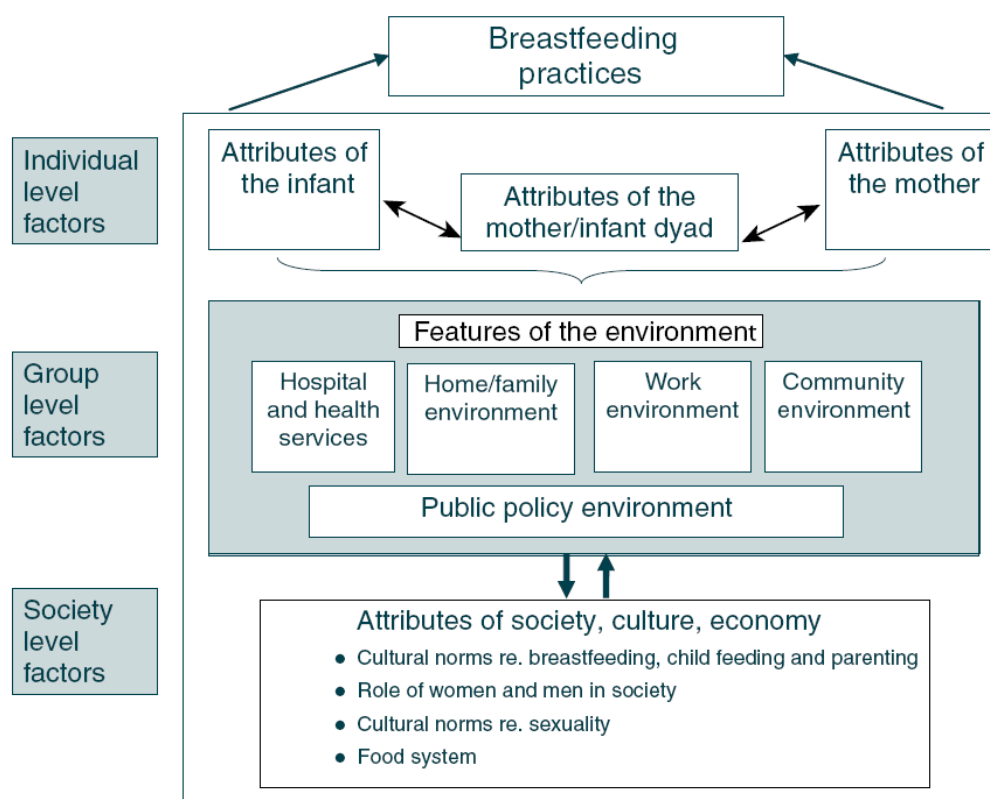 Breastfeeding
practices
Individual
level
factors
Attributes of
the infant
Attributes of the
mother/infant dyad
Attributes of
the mother
Group
level
factors
Features of the environment
Hospital
and health
services
Home/family
environment
Work
environment
Community
environment
Public policy environment
Society
level
factors
Attributes of society, culture, economy
● Cultural norms re. breastfeeding, child feeding and parenting
● Role of women and men in society
● Cultural norms re. sexuality
● Food system